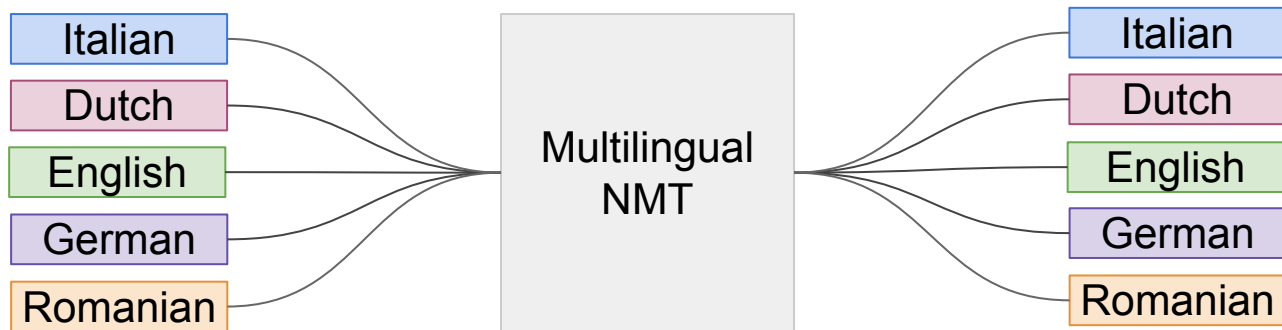 Italian
Dutch
English
German
Romanian
Multilingual
NMT
Italian
Dutch
English
German
Romanian